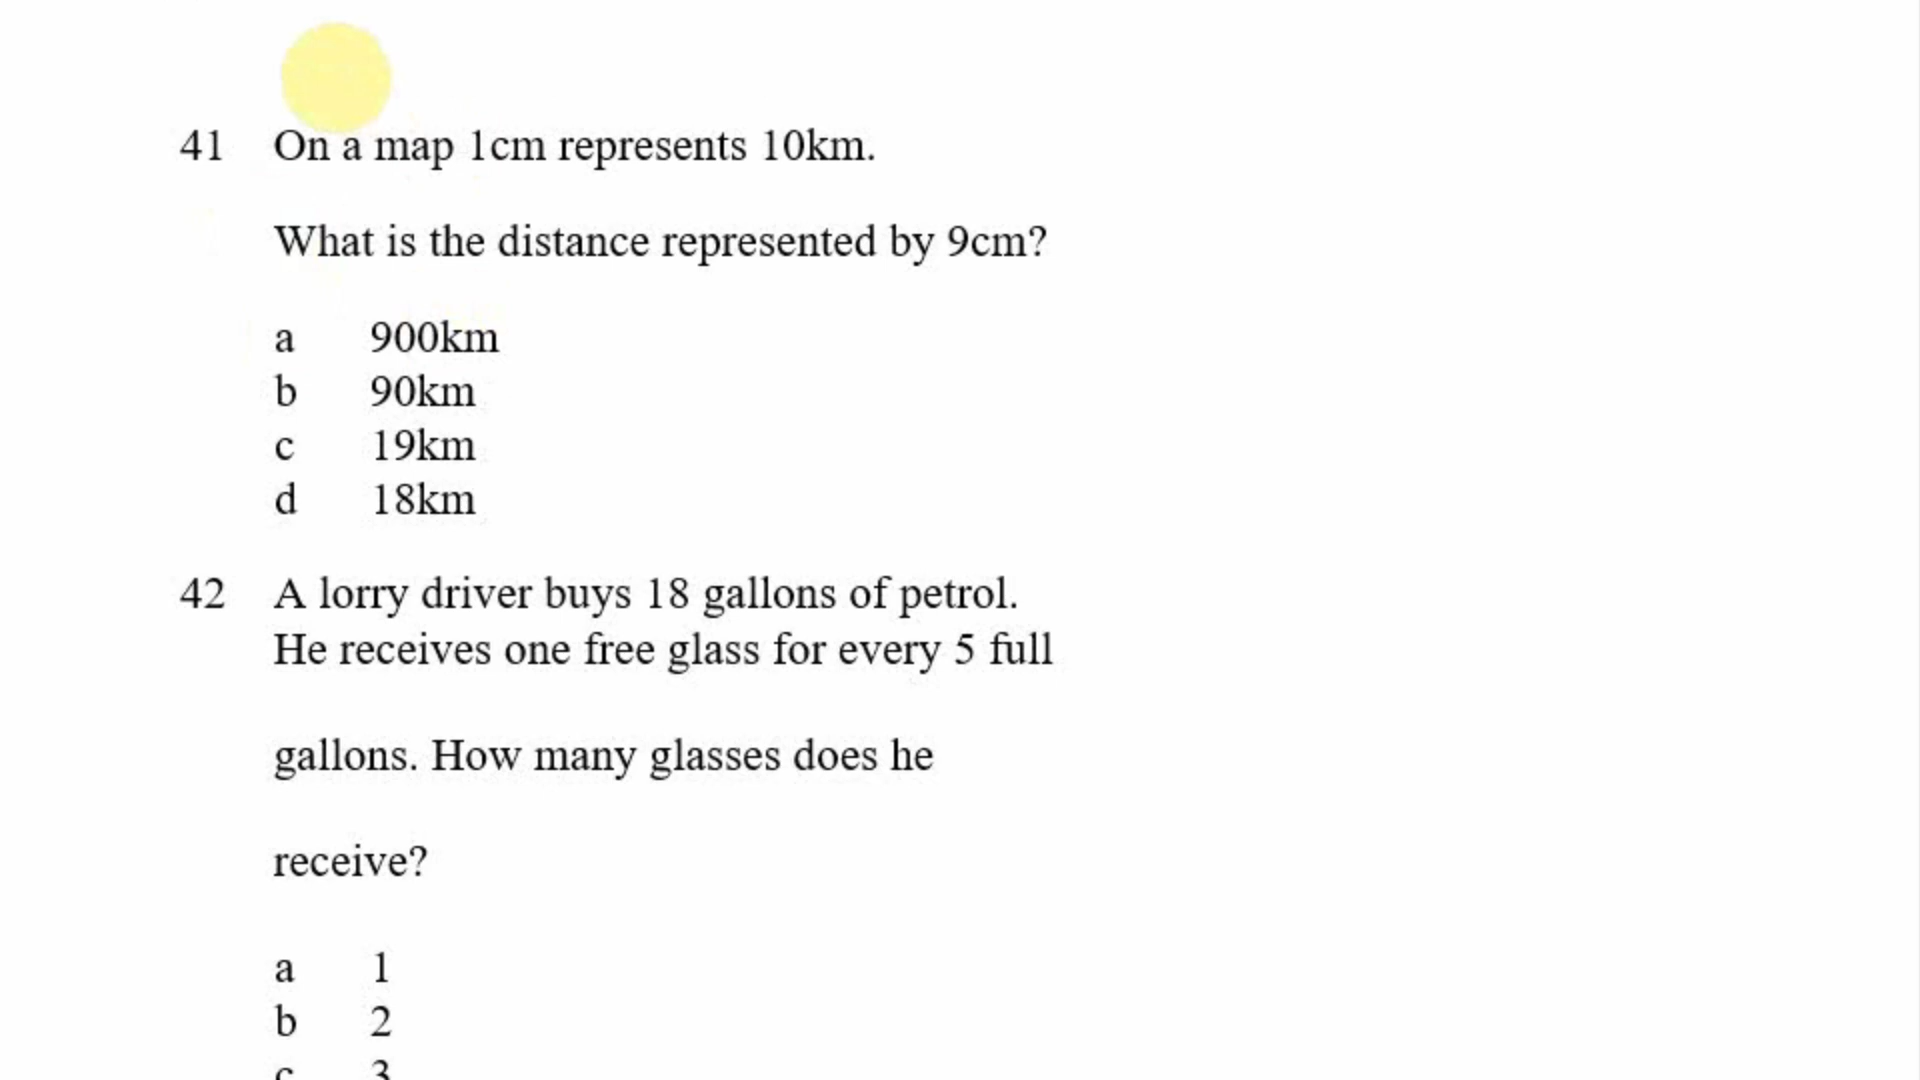 41 On a map 1cm represents 10km.
What is the distance represented by 9cm?
a 900km
b 90km
c 19km
d 18km
42 A lorry driver buys 18 gallons of petrol.
He receives one free glass for every 5 full
gallons. How many glasses does he
receive?
a 1
b 2
c 3